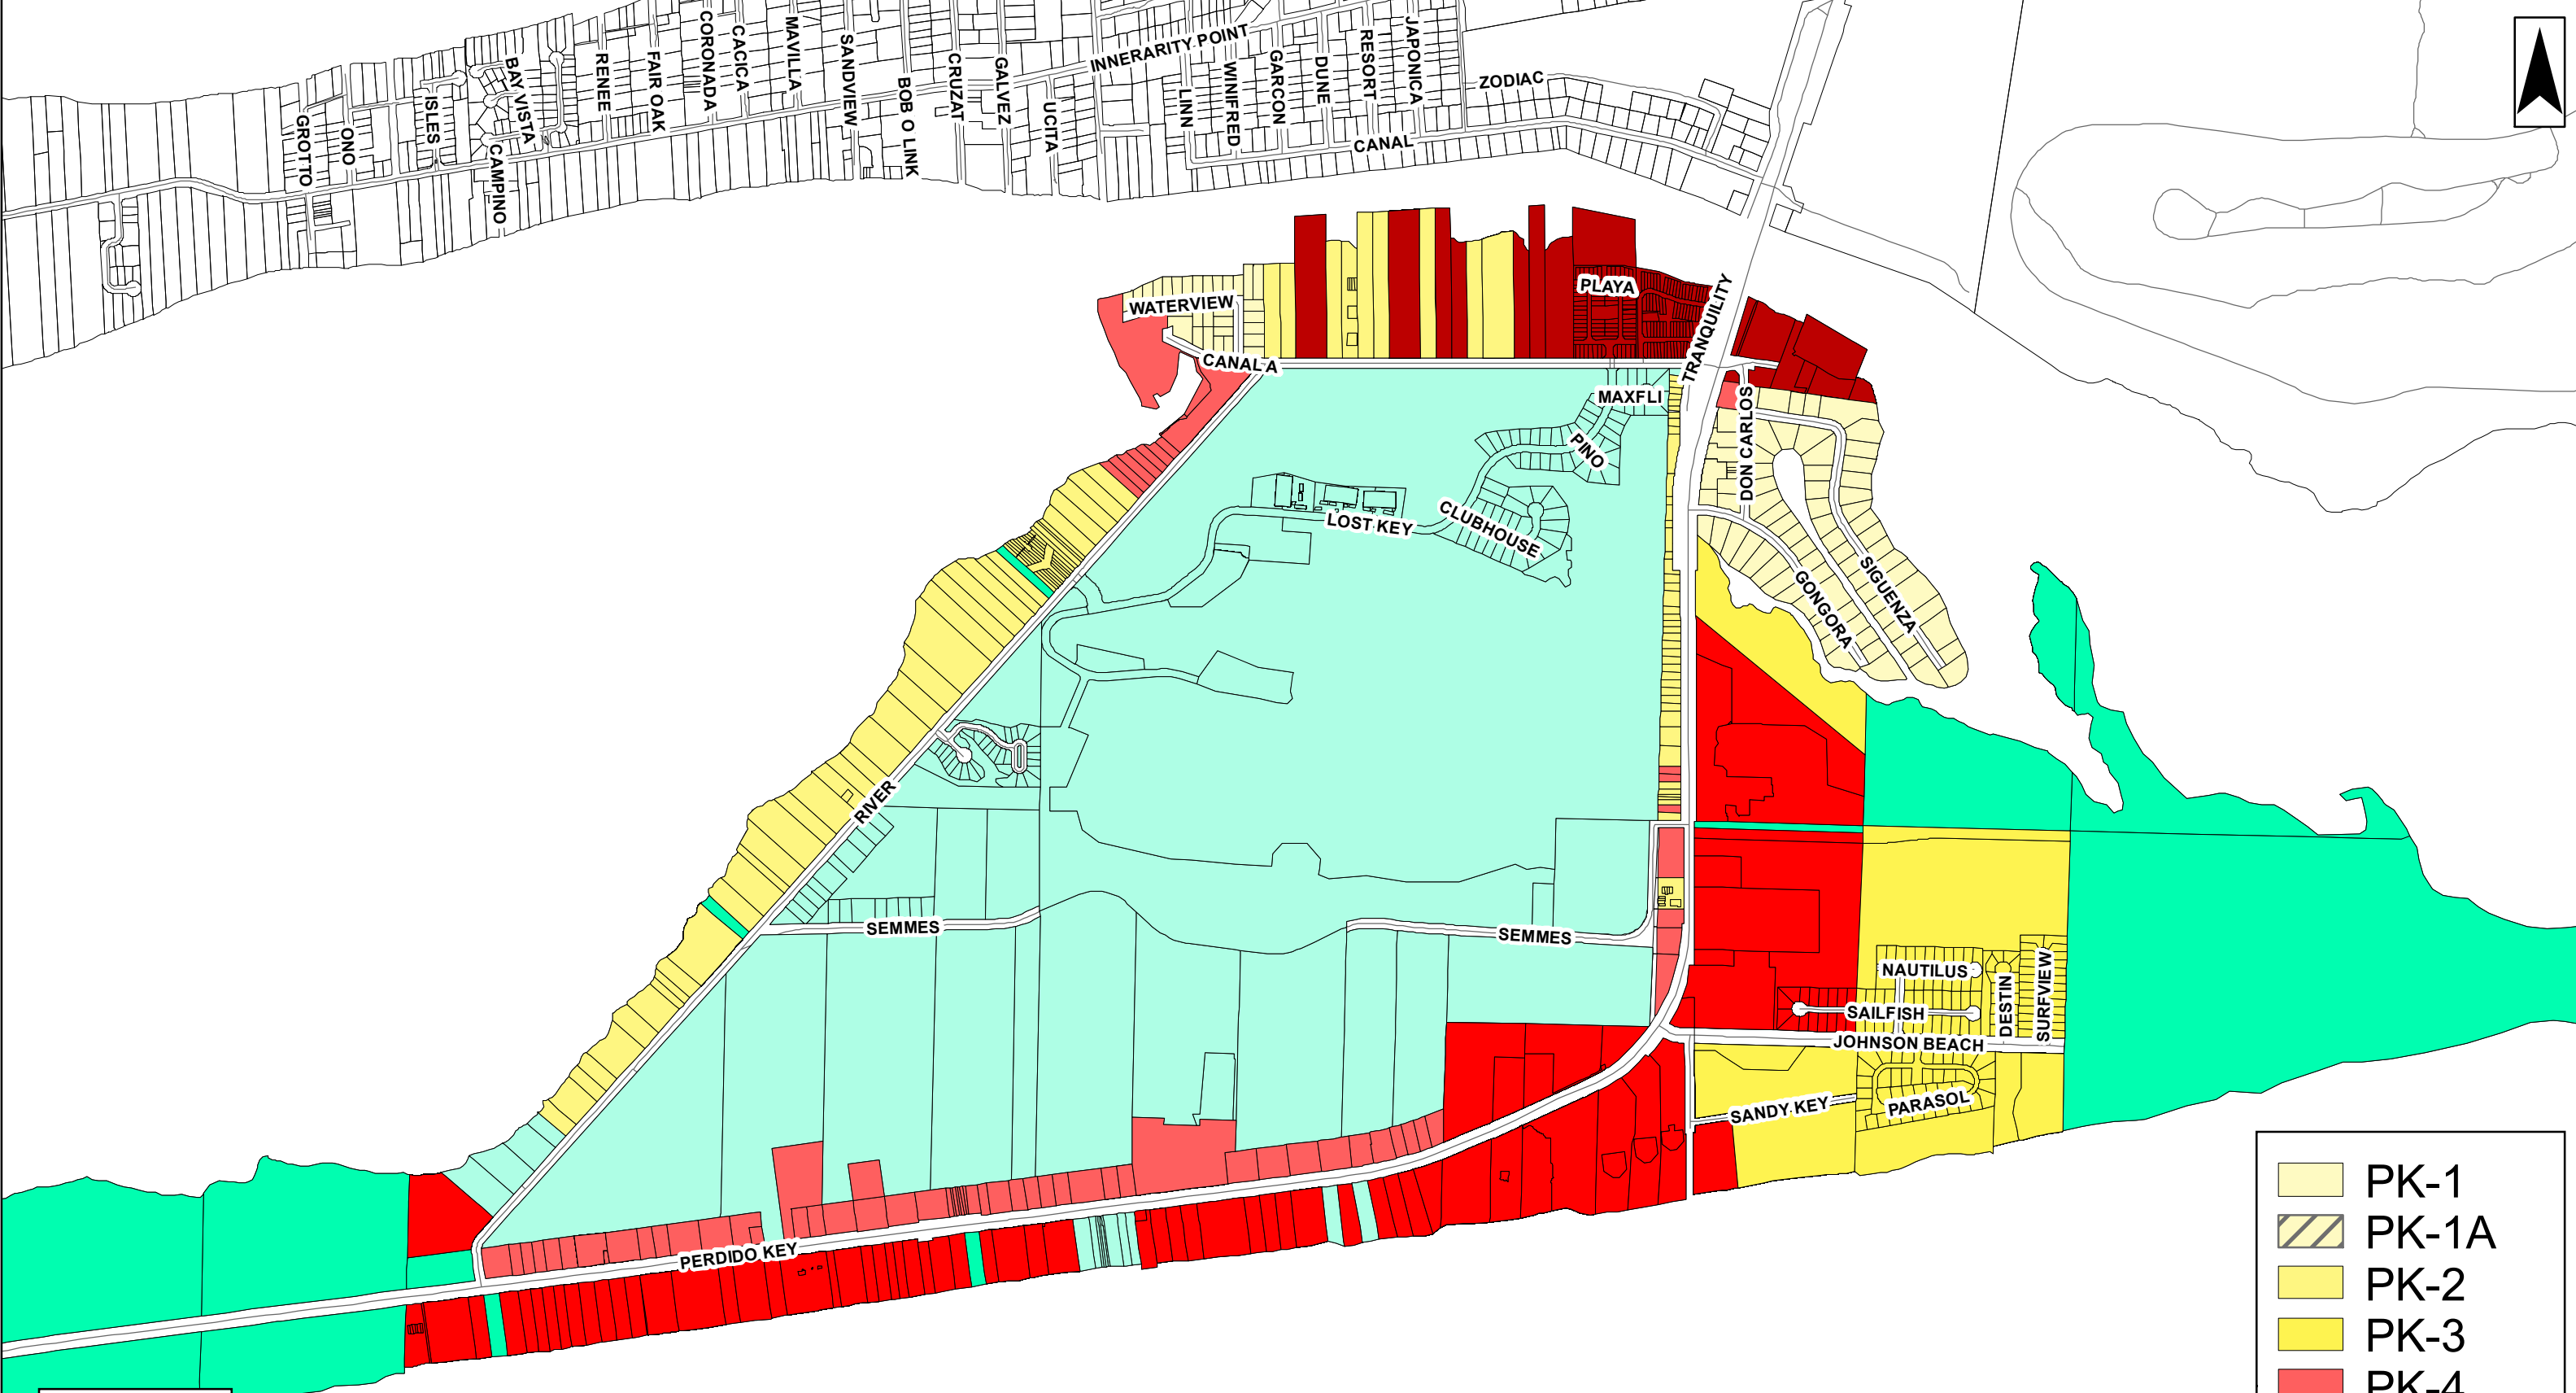 GROTTO
ONO
ISLES
BAY VISTA
CAMPINO
RENEE
FAIR OAK
CORONADA
CACICA
MAVILLA
SANDVIEW
BOB O LINK
CRUZAT
GALVEZ
UCITA
INNERARITY POINT
LINN
WINIFRED
GARCON
DUNE
RESORT
JAPONICA
ZODIAC
CANAL
WATERVIEW
CANAL A
PLAYA
TRANQUILITY
MAXFLI
PINO
DON CARLOS
LOST KEY
CLUBHOUSE
SIGUENZA
GONGORA
RIVER
SEMMES
SEMMES
NAUTILUS
DESTIN
SURFVIEW
SAILFISH
JOHNSON BEACH
SANDY KEY
PARASOL
PERDIDO KEY
PK-1
PK-1A
PK-2
PK-3
PK-4